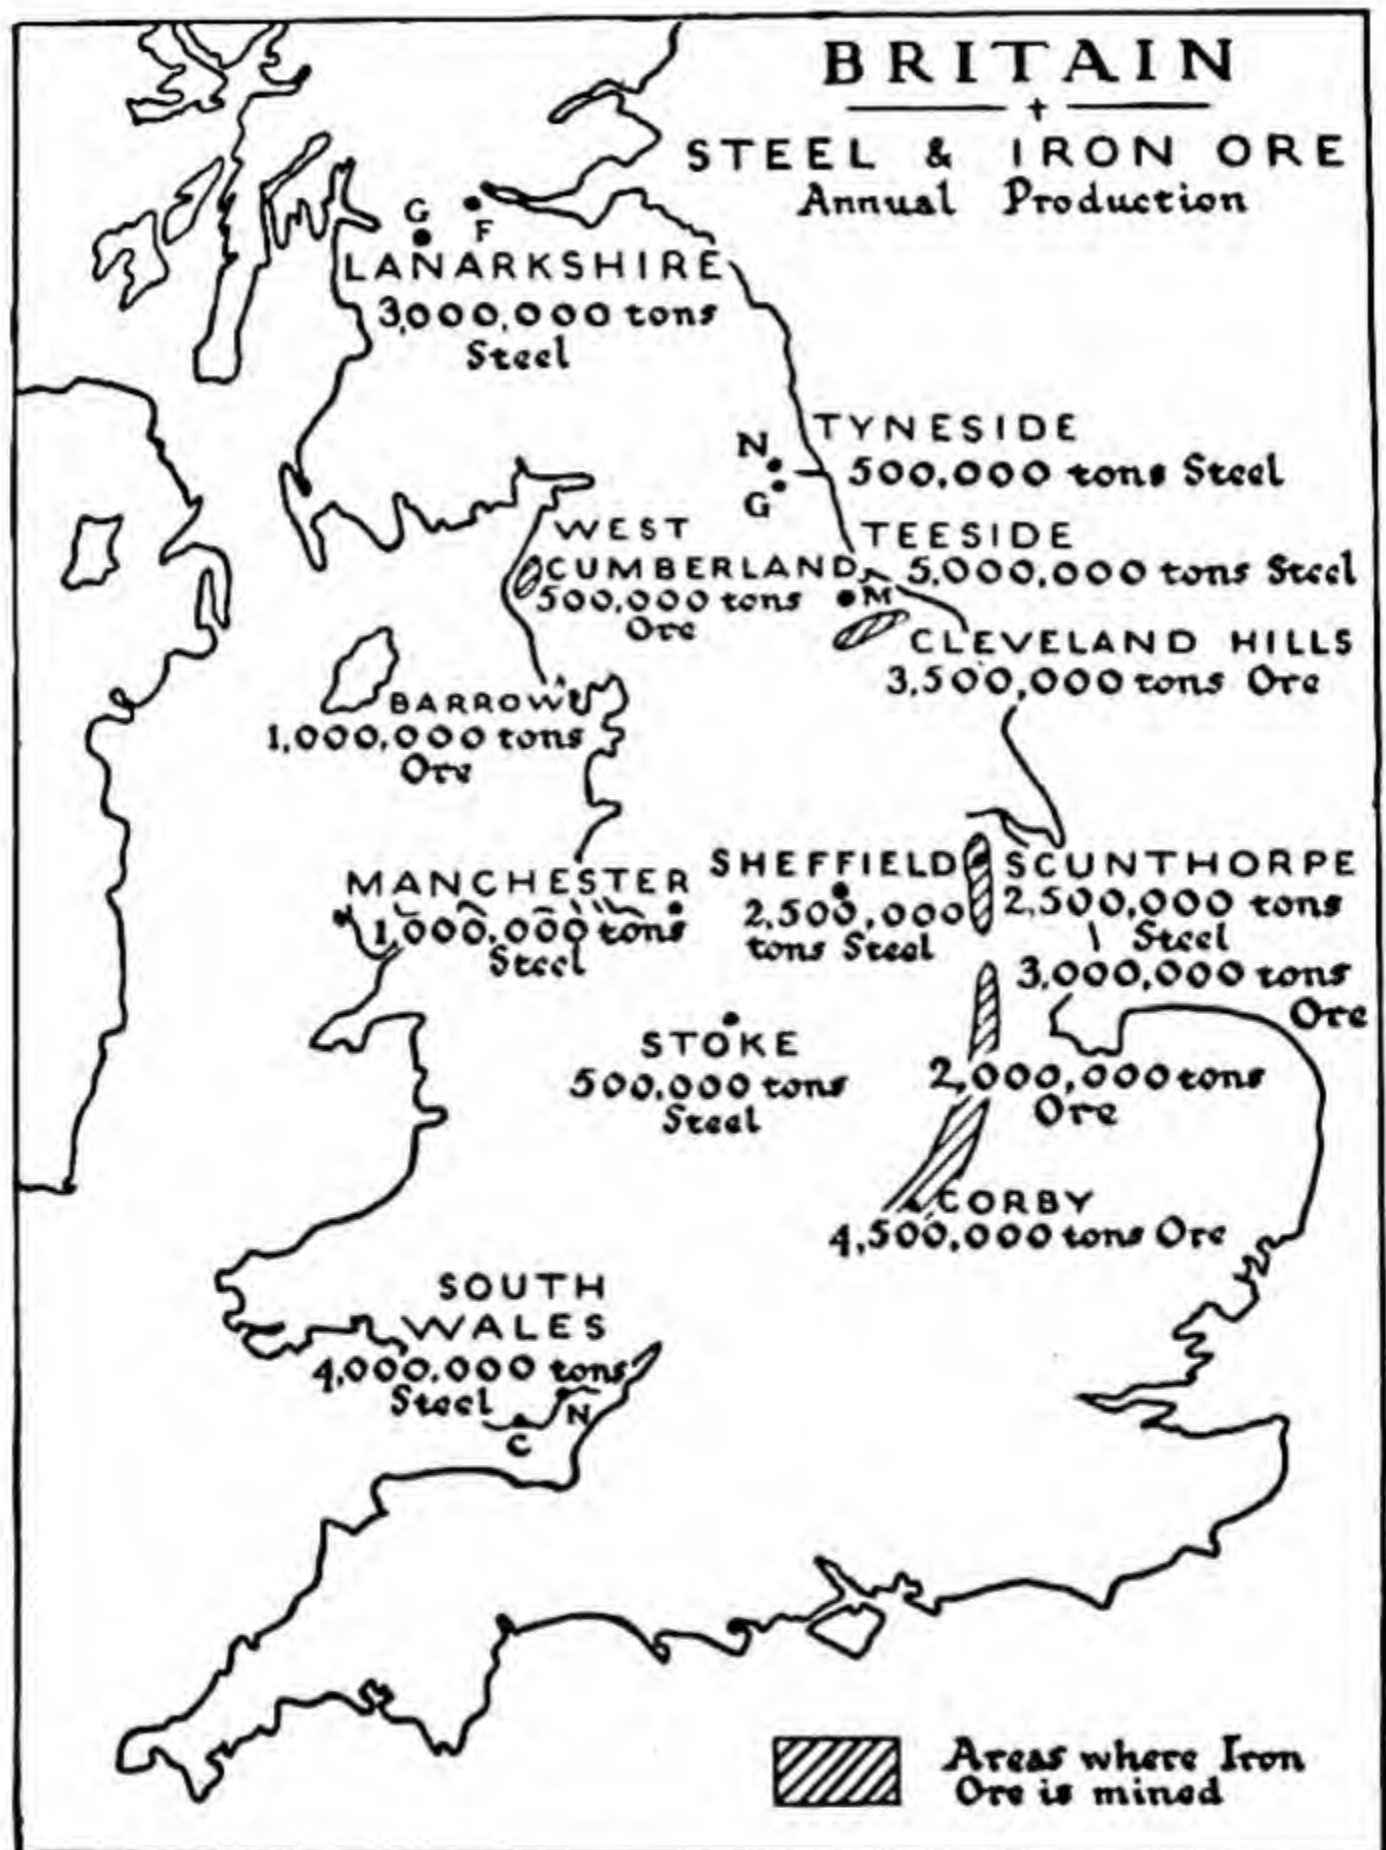 BRITAIN
STEEL & IRON ORE
Annual Production
G
F
LANARKSHIRE
3,000,000 tons
Steel
TYNESIDE
N
500,000 tons Steel
G
WEST
TEESIDE
CUMBERLAND
5,000,000 tons Steel
500,000 tons
M
Ore
CLEVELAND HILLS
3,500,000 tons Ore
BARROW
1,000,000 tons
Ore
MANCHESTER
1,000,000 tons
Steel
SHEFFIELD
2,500,000
tons Steel
SCUNTHORPE
2,500,000 tons
Steel
3,000,000 tons
Ore
STOKE
500,000 tons
Steel
2,000,000 tons
Ore
CORBY
4,500,000 tons Ore
SOUTH
WALES
4,000,000 tons
Steel
N
C
Areas where Iron
Ore is mined